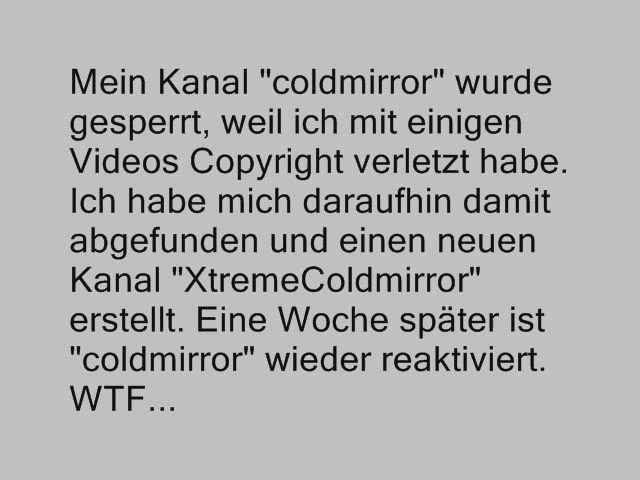 Mein Kanal "coldmirror" wurde
gesperrt, weil ich mit einigen
Videos Copyright verletzt habe.
Ich habe mich daraufhin damit
abgefunden und einen neuen
Kanal "XtremeColdmirror"
erstellt. Eine Woche später ist
"coldmirror" wieder reaktiviert.
WTF...